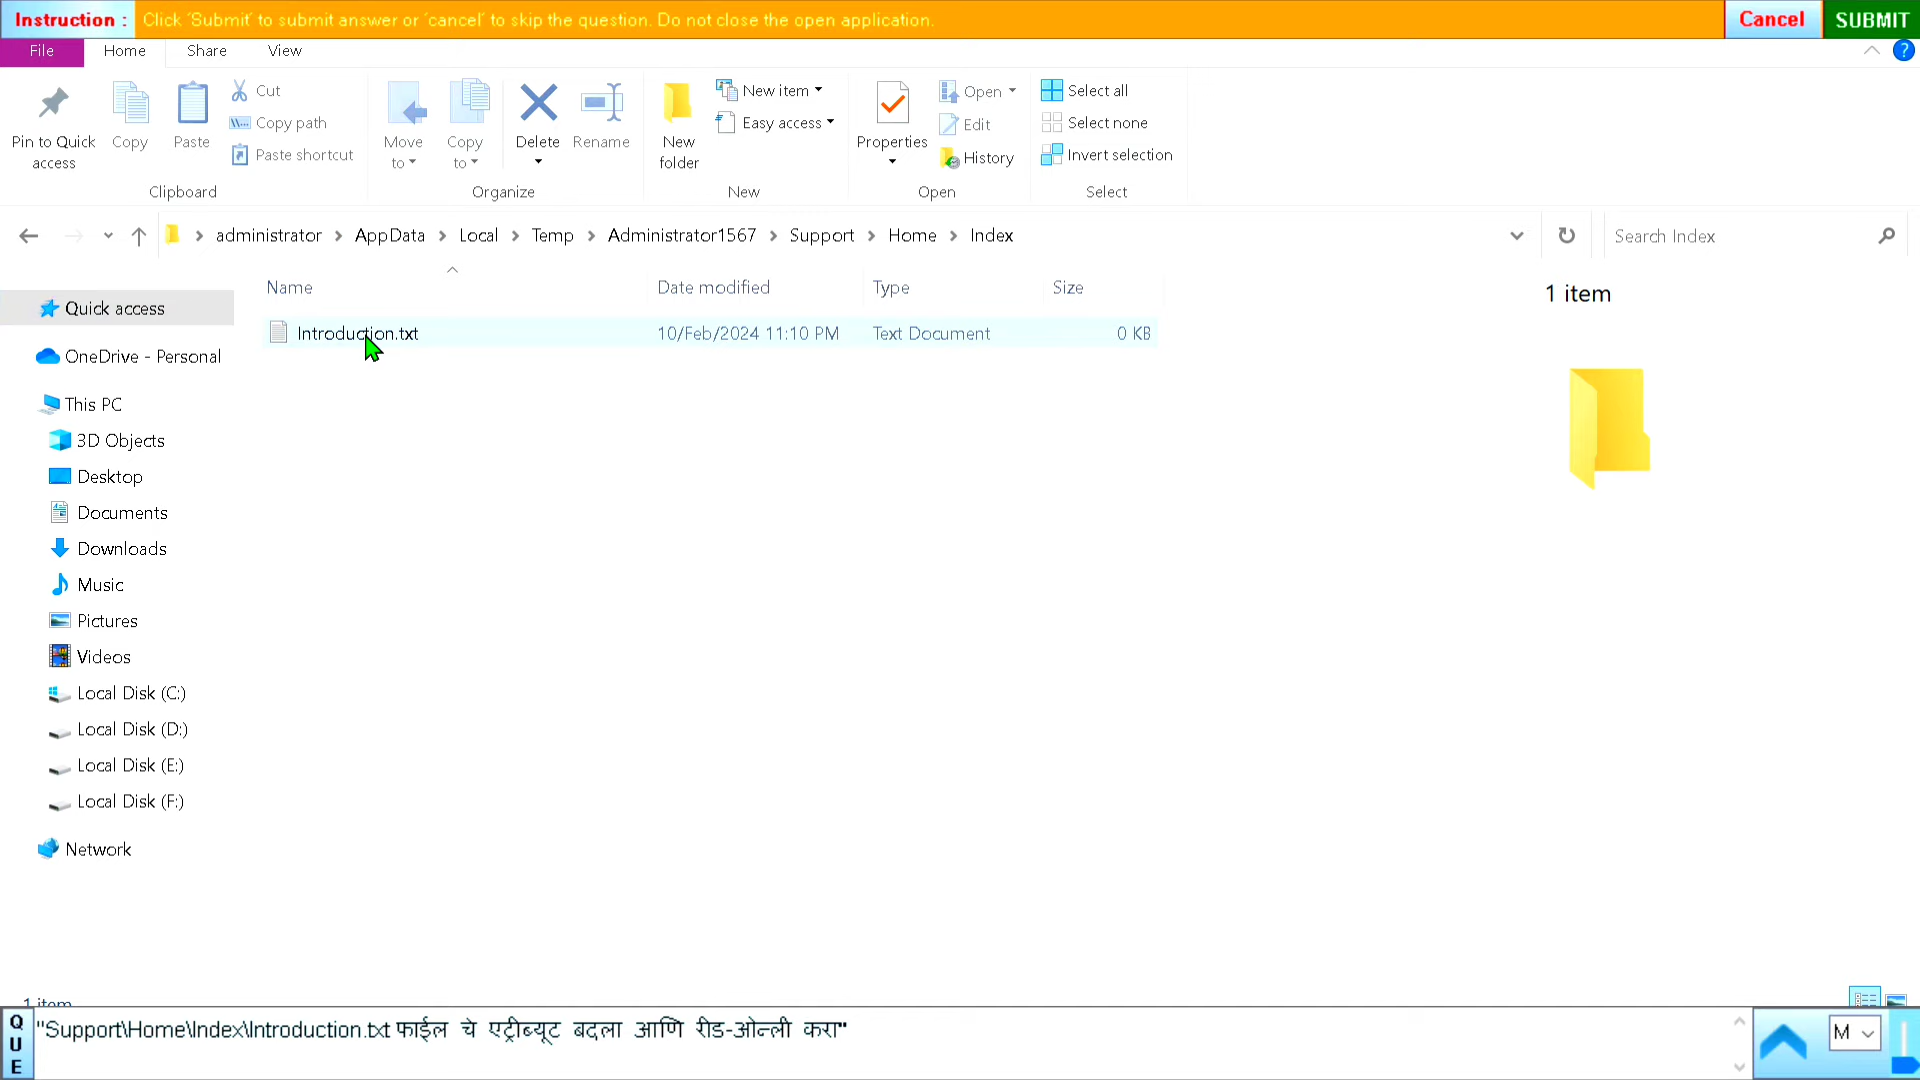 Instruction : Click 'Submit' to submit answer or 'cancel' to skip the question. Do not close the open application. Cancel SUBMIT
File Home Share View
Pin to Quick access
Copy
Paste
Cut
Copy path
Paste shortcut
Clipboard
Move to
Copy to
Delete
Rename
Organize
New folder
New item
Easy access
New
Properties
Open
Edit
History
Open
Select all
Select none
Invert selection
Select
administrator AppData Local Temp Administrator1567 Support Home Index
Search Index
Name Date modified Type Size
Introduction.txt 10/Feb/2024 11:10 PM Text Document 0 KB
1 item
Quick access
OneDrive - Personal
This PC
3D Objects
Desktop
Documents
Downloads
Music
Pictures
Videos
Local Disk (C:)
Local Disk (D:)
Local Disk (E:)
Local Disk (F:)
Network
1 item
QUE
"Support\Home\Index\Introduction.txt फाईल चे एट्रीब्यूट बदला आणि रीड-ओन्ली करा"
M